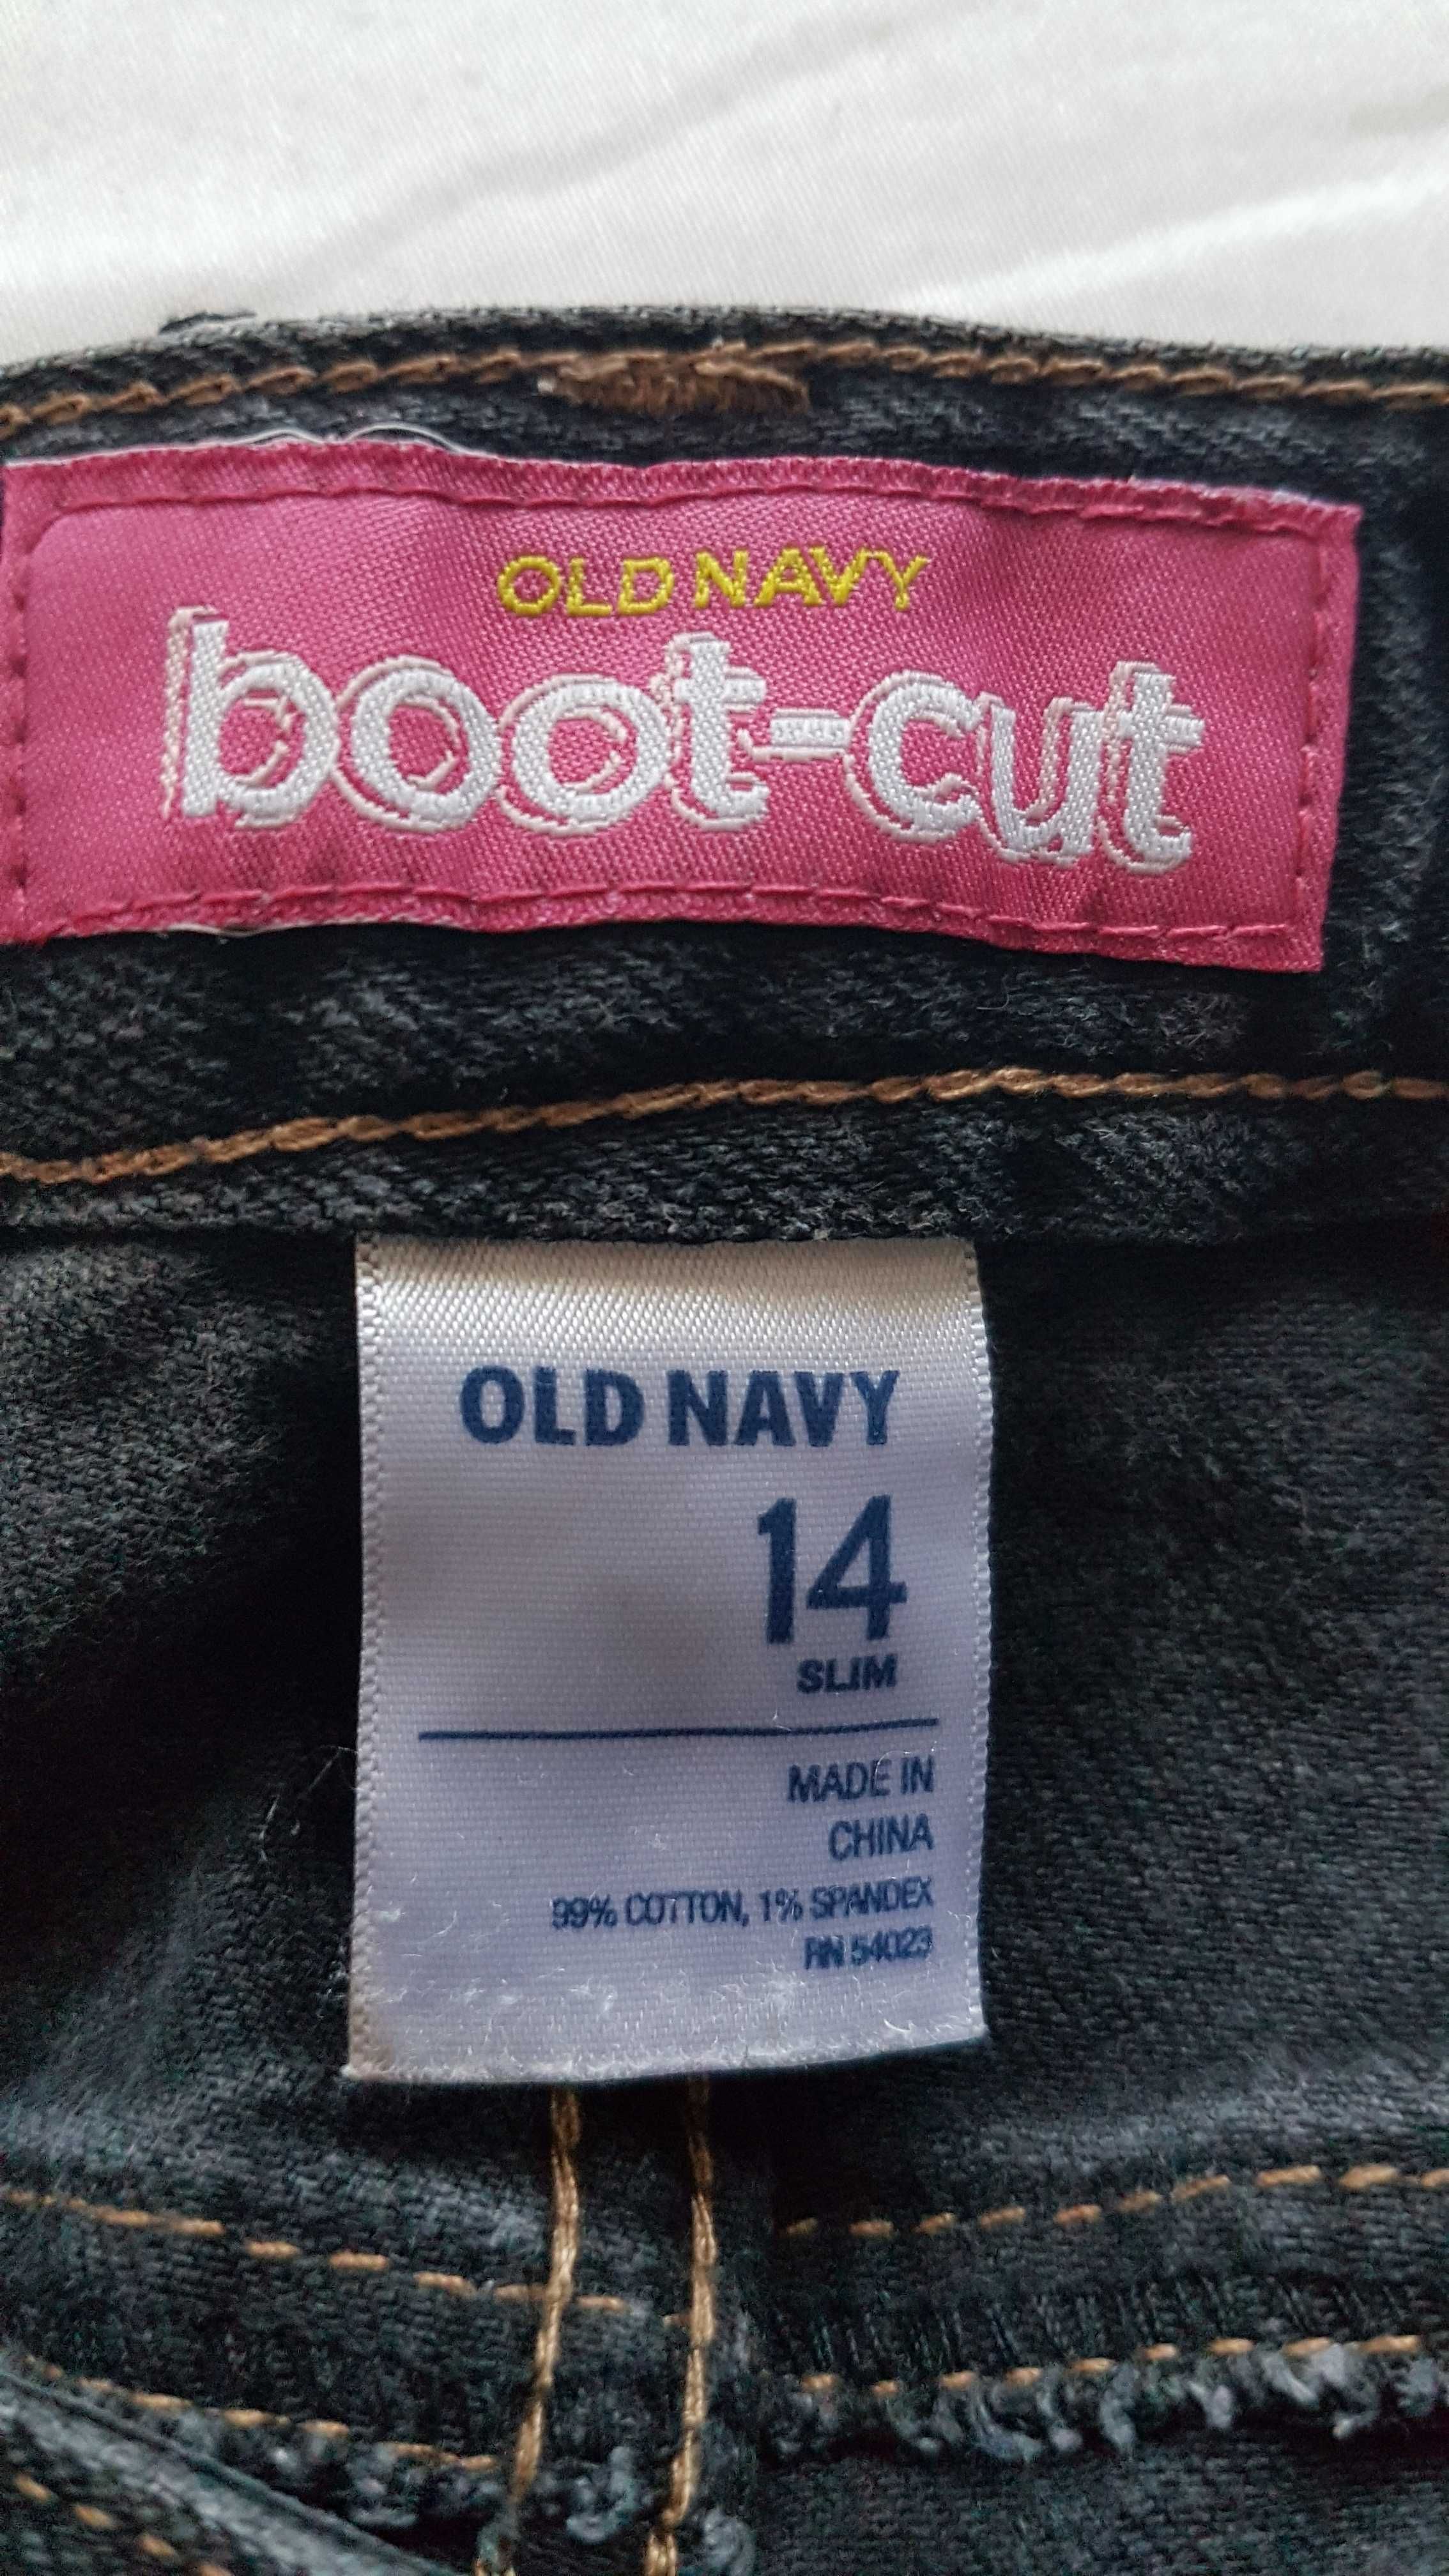 OLD NAVY
boot-cut
OLD NAVY
14
SLIM
MADE IN
CHINA
99% COTTON, 1% SPANDEX
RN 54023